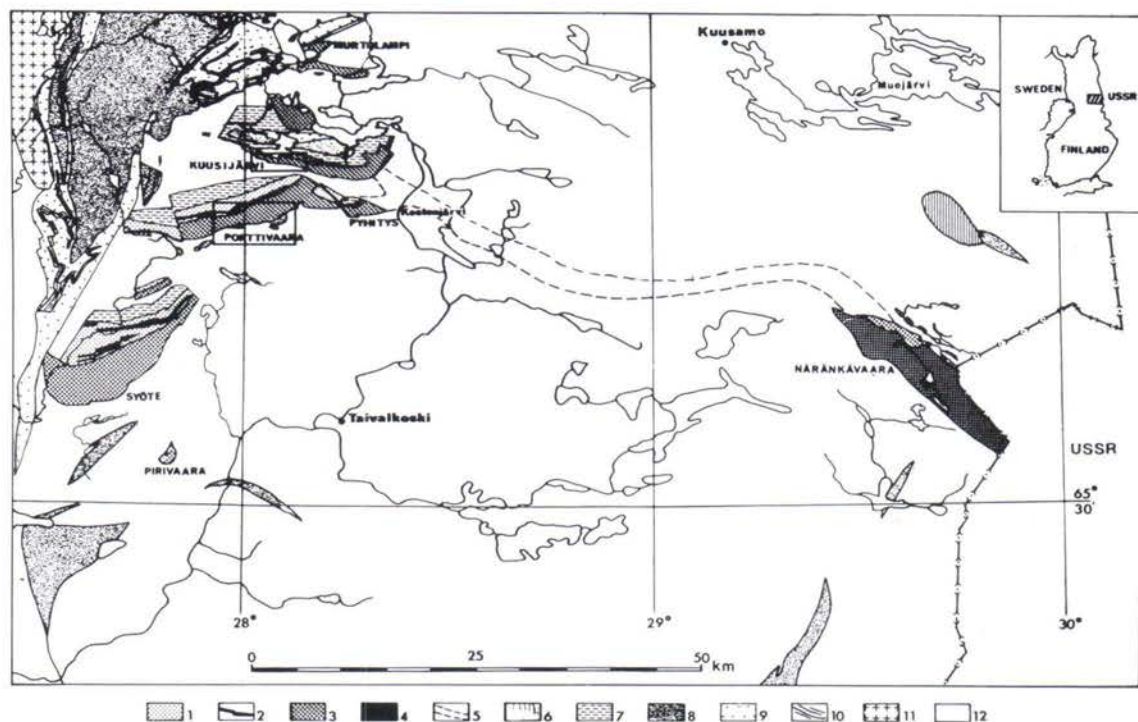 MURTOLAMPI
Kuusamo
Muojärvi
SWEDEN
USSR
FINLAND
KUUSIJÄRVI
PYHITYS
PORTTIVAARA
SYÖTE
NÄRÄNKÄVAARA
Taivalkoski
PIRIVAARA
USSR
65°
30'
28°
29°
30°
0 25 50
km
1 2 3 4 5 6 7 8 9 10 11 12